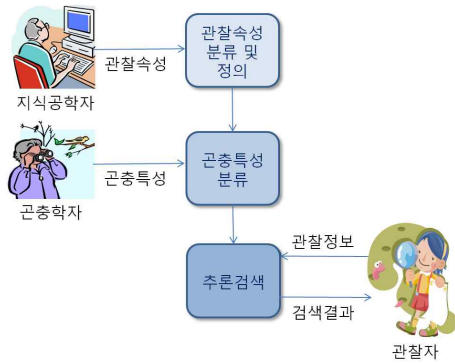 관찰속성
분류 및
정의
관찰속성
지식공학자
곤충특성
분류
곤충특성
곤충학자
관찰정보
추론검색
검색결과
관찰자